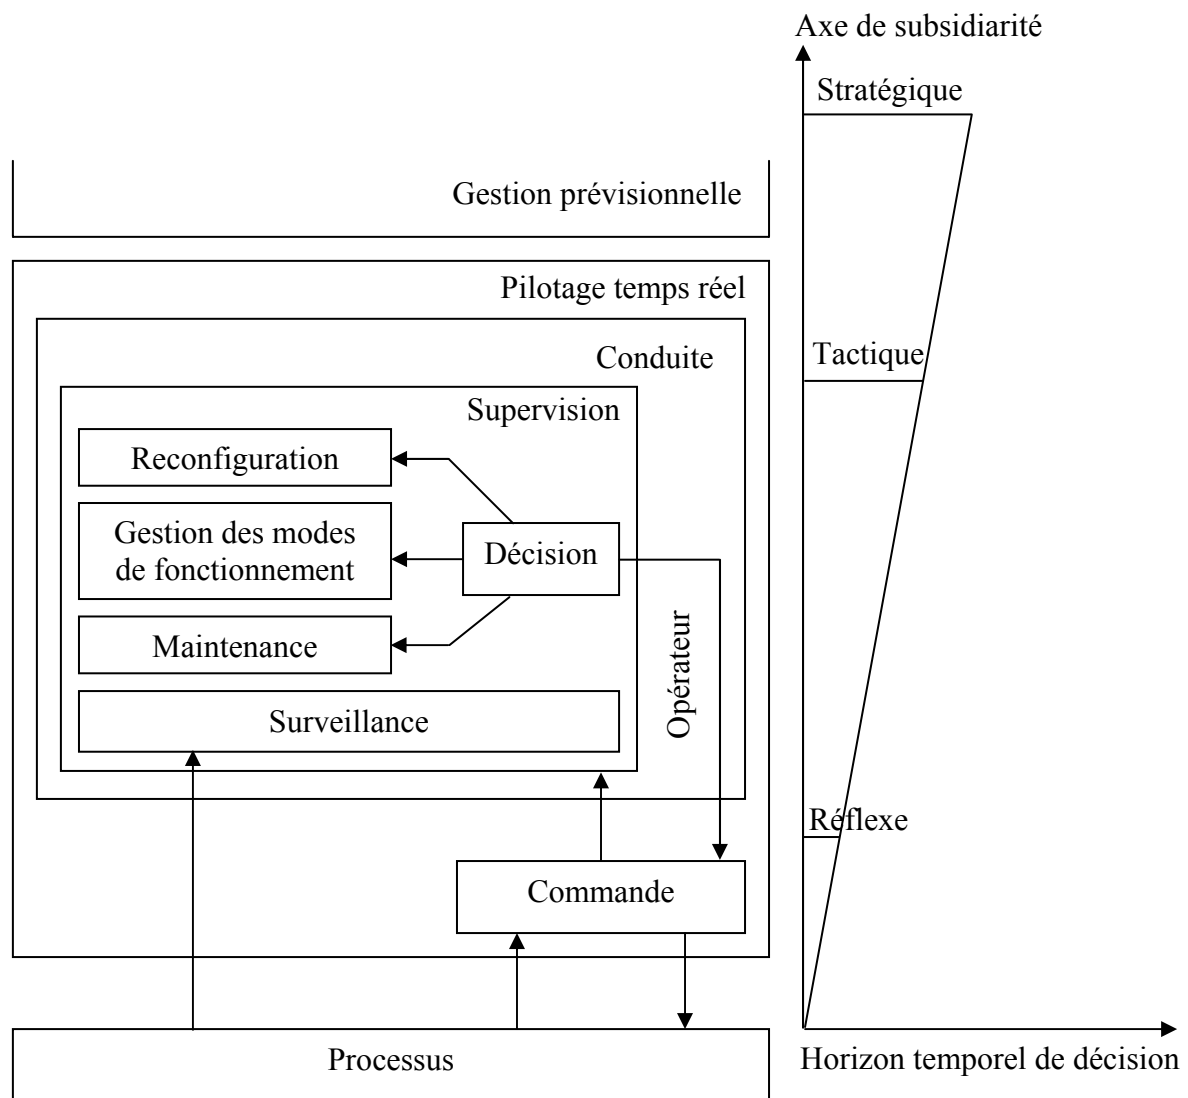 Axe de subsidiarité
Stratégique
Gestion prévisionnelle
Pilotage temps réel
Conduite
Tactique
Supervision
Reconfiguration
Gestion des modes
de fonctionnement
Décision
Maintenance
Opérateur
Surveillance
Réflexe
Commande
Processus
Horizon temporel de décision